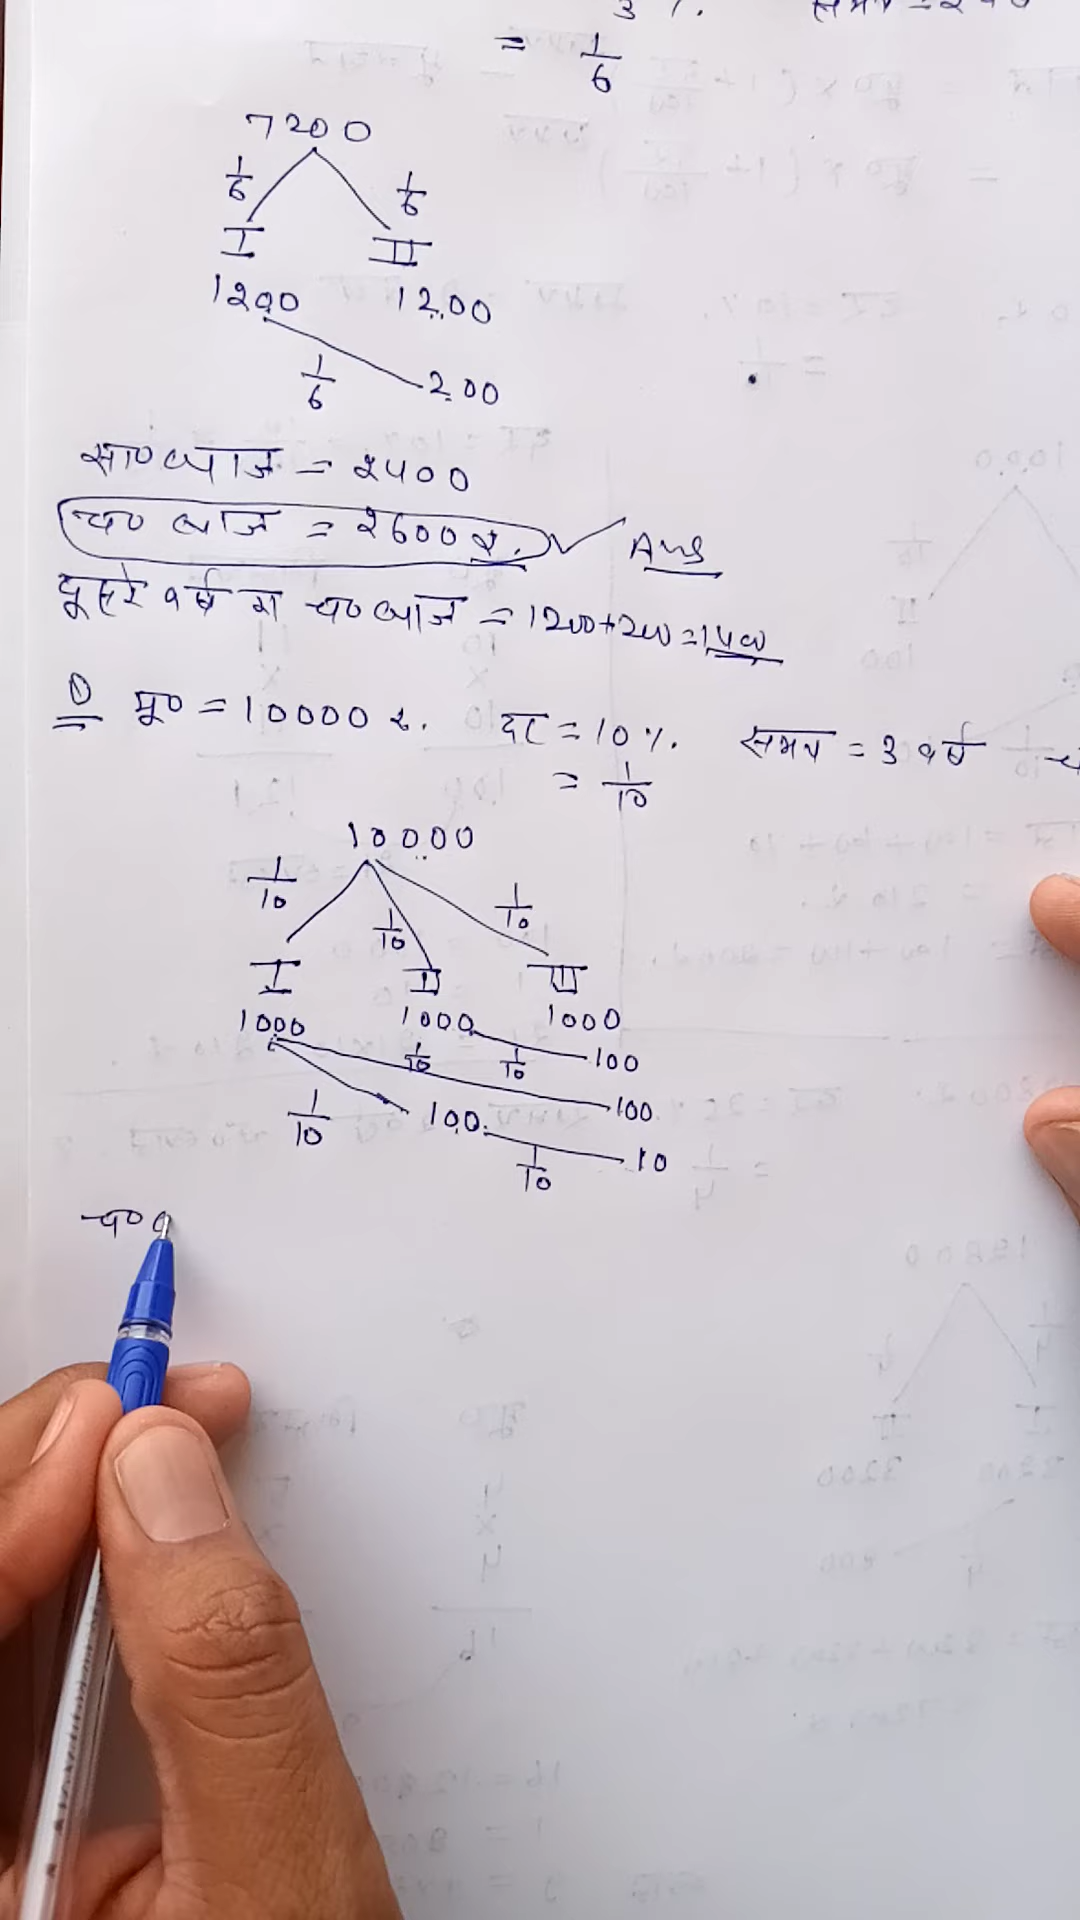 = 1/6
7200
1/6 1/6
I II
1200 1200
1/6 200
सा० ब्याज = 2400
च० ब्याज = 2600 रु. Ans
दूसरे वर्ष का च० ब्याज = 1200+200=1400
① मू० = 10000 रु. दर = 10%. समय = 3 वर्ष
= 1/10
10000
1/10 1/10 1/10
I II III
1000 1000 1000
1/10 1/10 100
100
1/10 100 1/10 10
च०